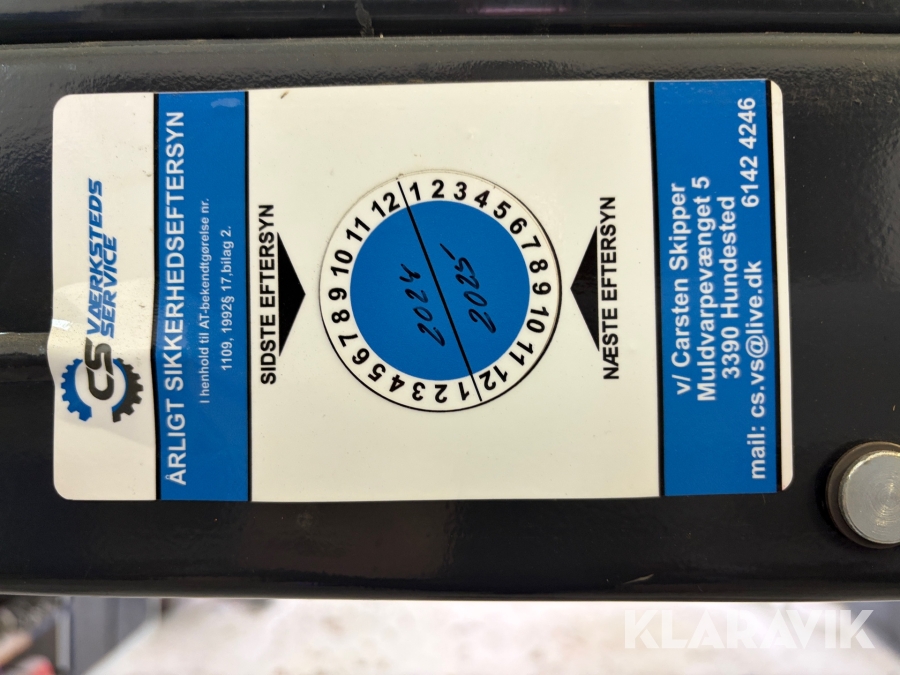 CS VÆRKSTEDS
SERVICE
ÅRLIGT SIKKERHEDSEFTERSYN
I henhold til AT-bekendtgørelse nr.
1109, 1992§ 17,bilag 2.
SIDSTE EFTERSYN
1 2 3 4 5 6 7 8 9 10 11 12
2024
2025
1 2 3 4 5 6 7 8 9 10 11 12
NÆSTE EFTERSYN
v/ Carsten Skipper
Muldvarpevænget 5
3390 Hundested
mail: cs.vs@live.dk 6142 4246
KLARAVIK